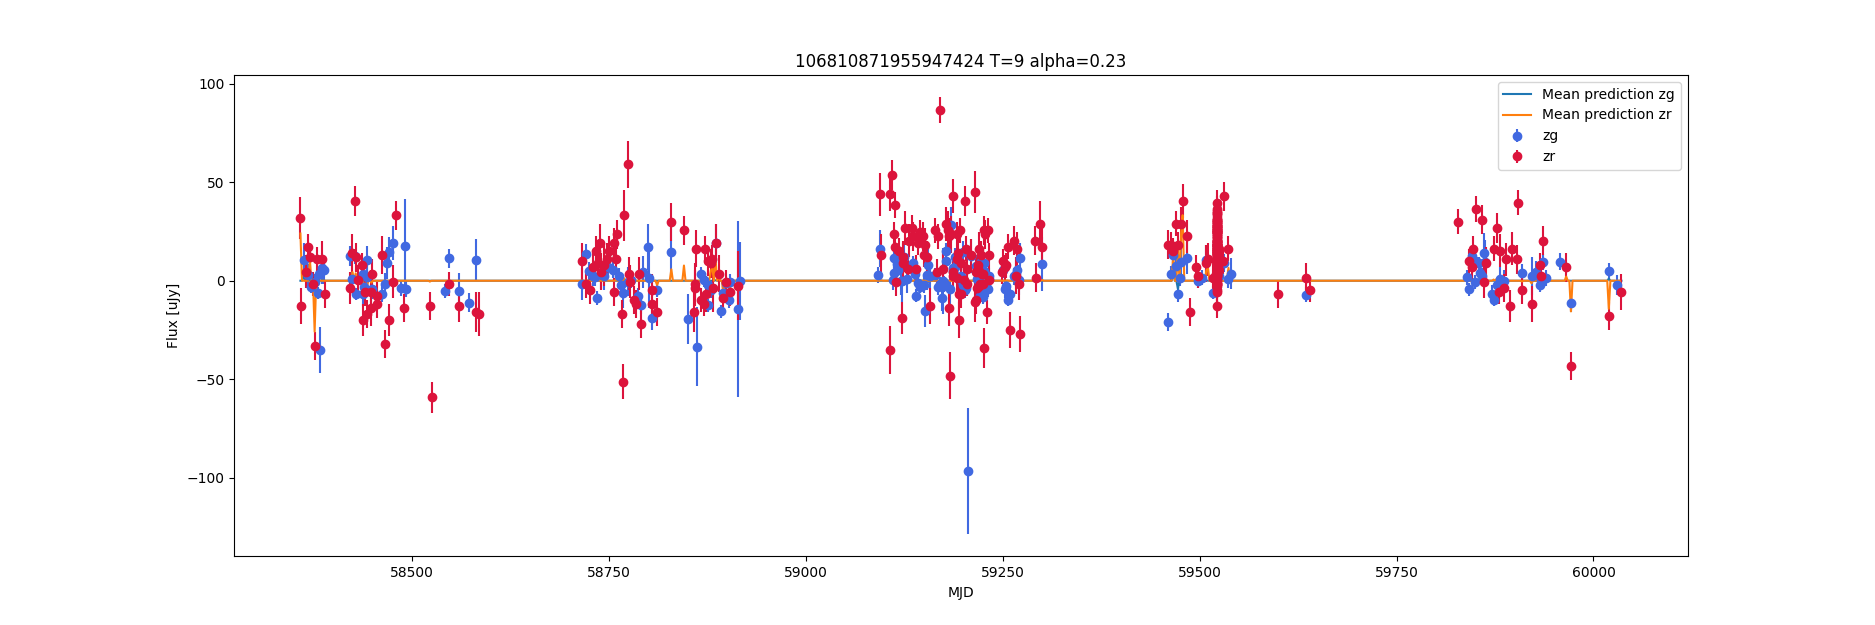 106810871955947424 T=9 alpha=0.23
Flux [uJy]
100
50
0
−50
−100
58500
58750
59000
59250
59500
59750
60000
MJD
Mean prediction zg
Mean prediction zr
zg
zr